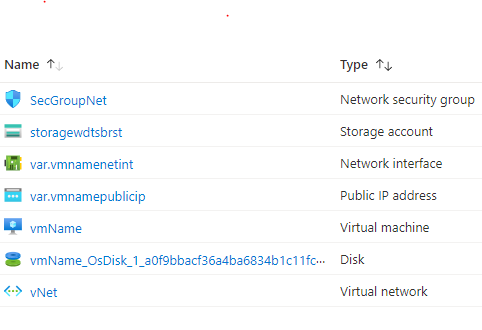 Name ↑↓ Type ↑↓
SecGroupNet Network security group
storagewdtsbrst Storage account
var.vmnamenetint Network interface
var.vmnamepublicip Public IP address
vmName Virtual machine
vmName_OsDisk_1_a0f9bbacf36a4ba6834b1c11fc... Disk
vNet Virtual network